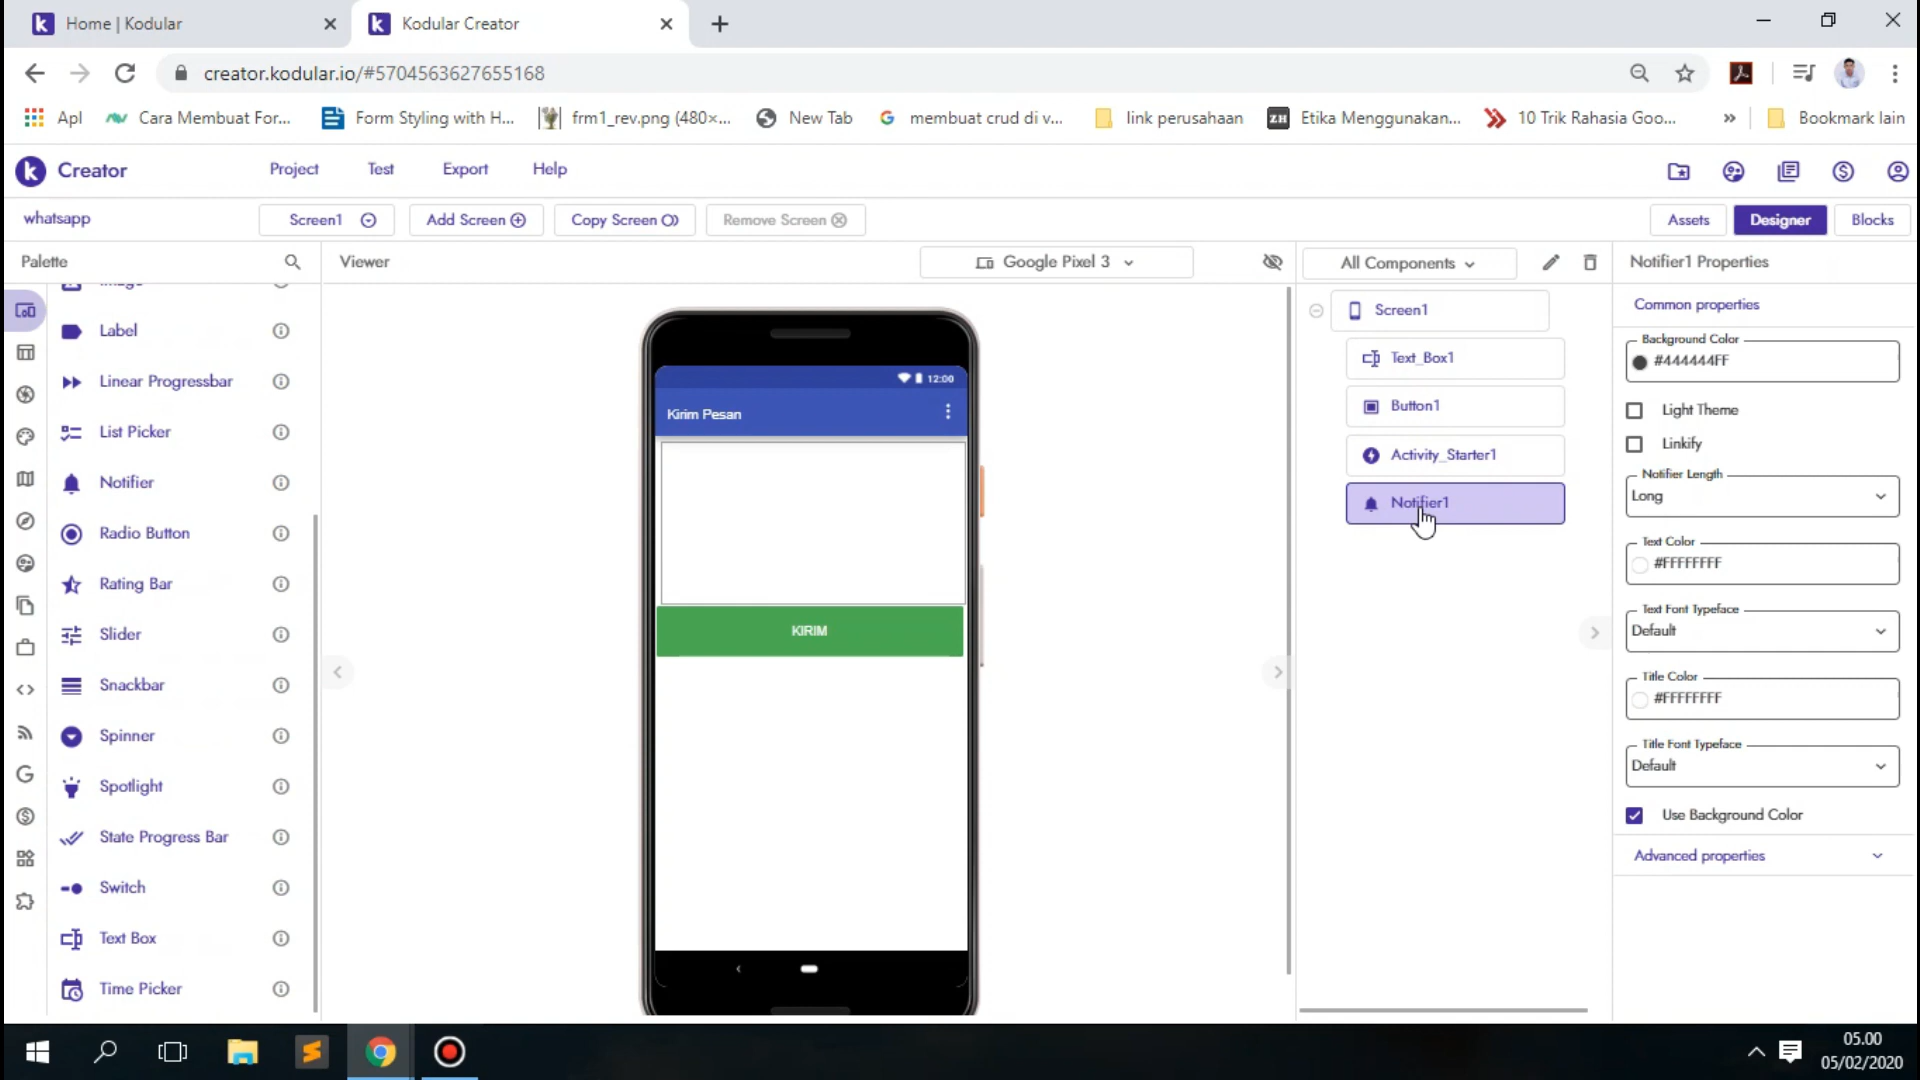 Home | Kodular
Kodular Creator
creator.kodular.io/#5704563627655168
Apl
Cara Membuat For...
Form Styling with H...
frm1_rev.png (480×...
New Tab
membuat crud di v...
link perusahaan
ZH
Etika Menggunakan...
10 Trik Rahasia Goo...
»
Bookmark lain
Creator
Project
Test
Export
Help
whatsapp
Screen1
Add Screen
Copy Screen
Remove Screen
Assets
Designer
Blocks
Palette
Viewer
Google Pixel 3
All Components
Notifier1 Properties
Image
Label
Linear Progressbar
List Picker
Notifier
Radio Button
Rating Bar
Slider
Snackbar
Spinner
Spotlight
State Progress Bar
Switch
Text Box
Time Picker
12:00
Kirim Pesan
KIRIM
Screen1
Text_Box1
Button1
Activity_Starter1
Notifier1
Common properties
Background Color
#444444FF
Light Theme
Linkify
Notifier Length
Long
Text Color
#FFFFFFFF
Text Font Typeface
Default
Title Color
#FFFFFFFF
Title Font Typeface
Default
Use Background Color
Advanced properties
05.00
05/02/2020